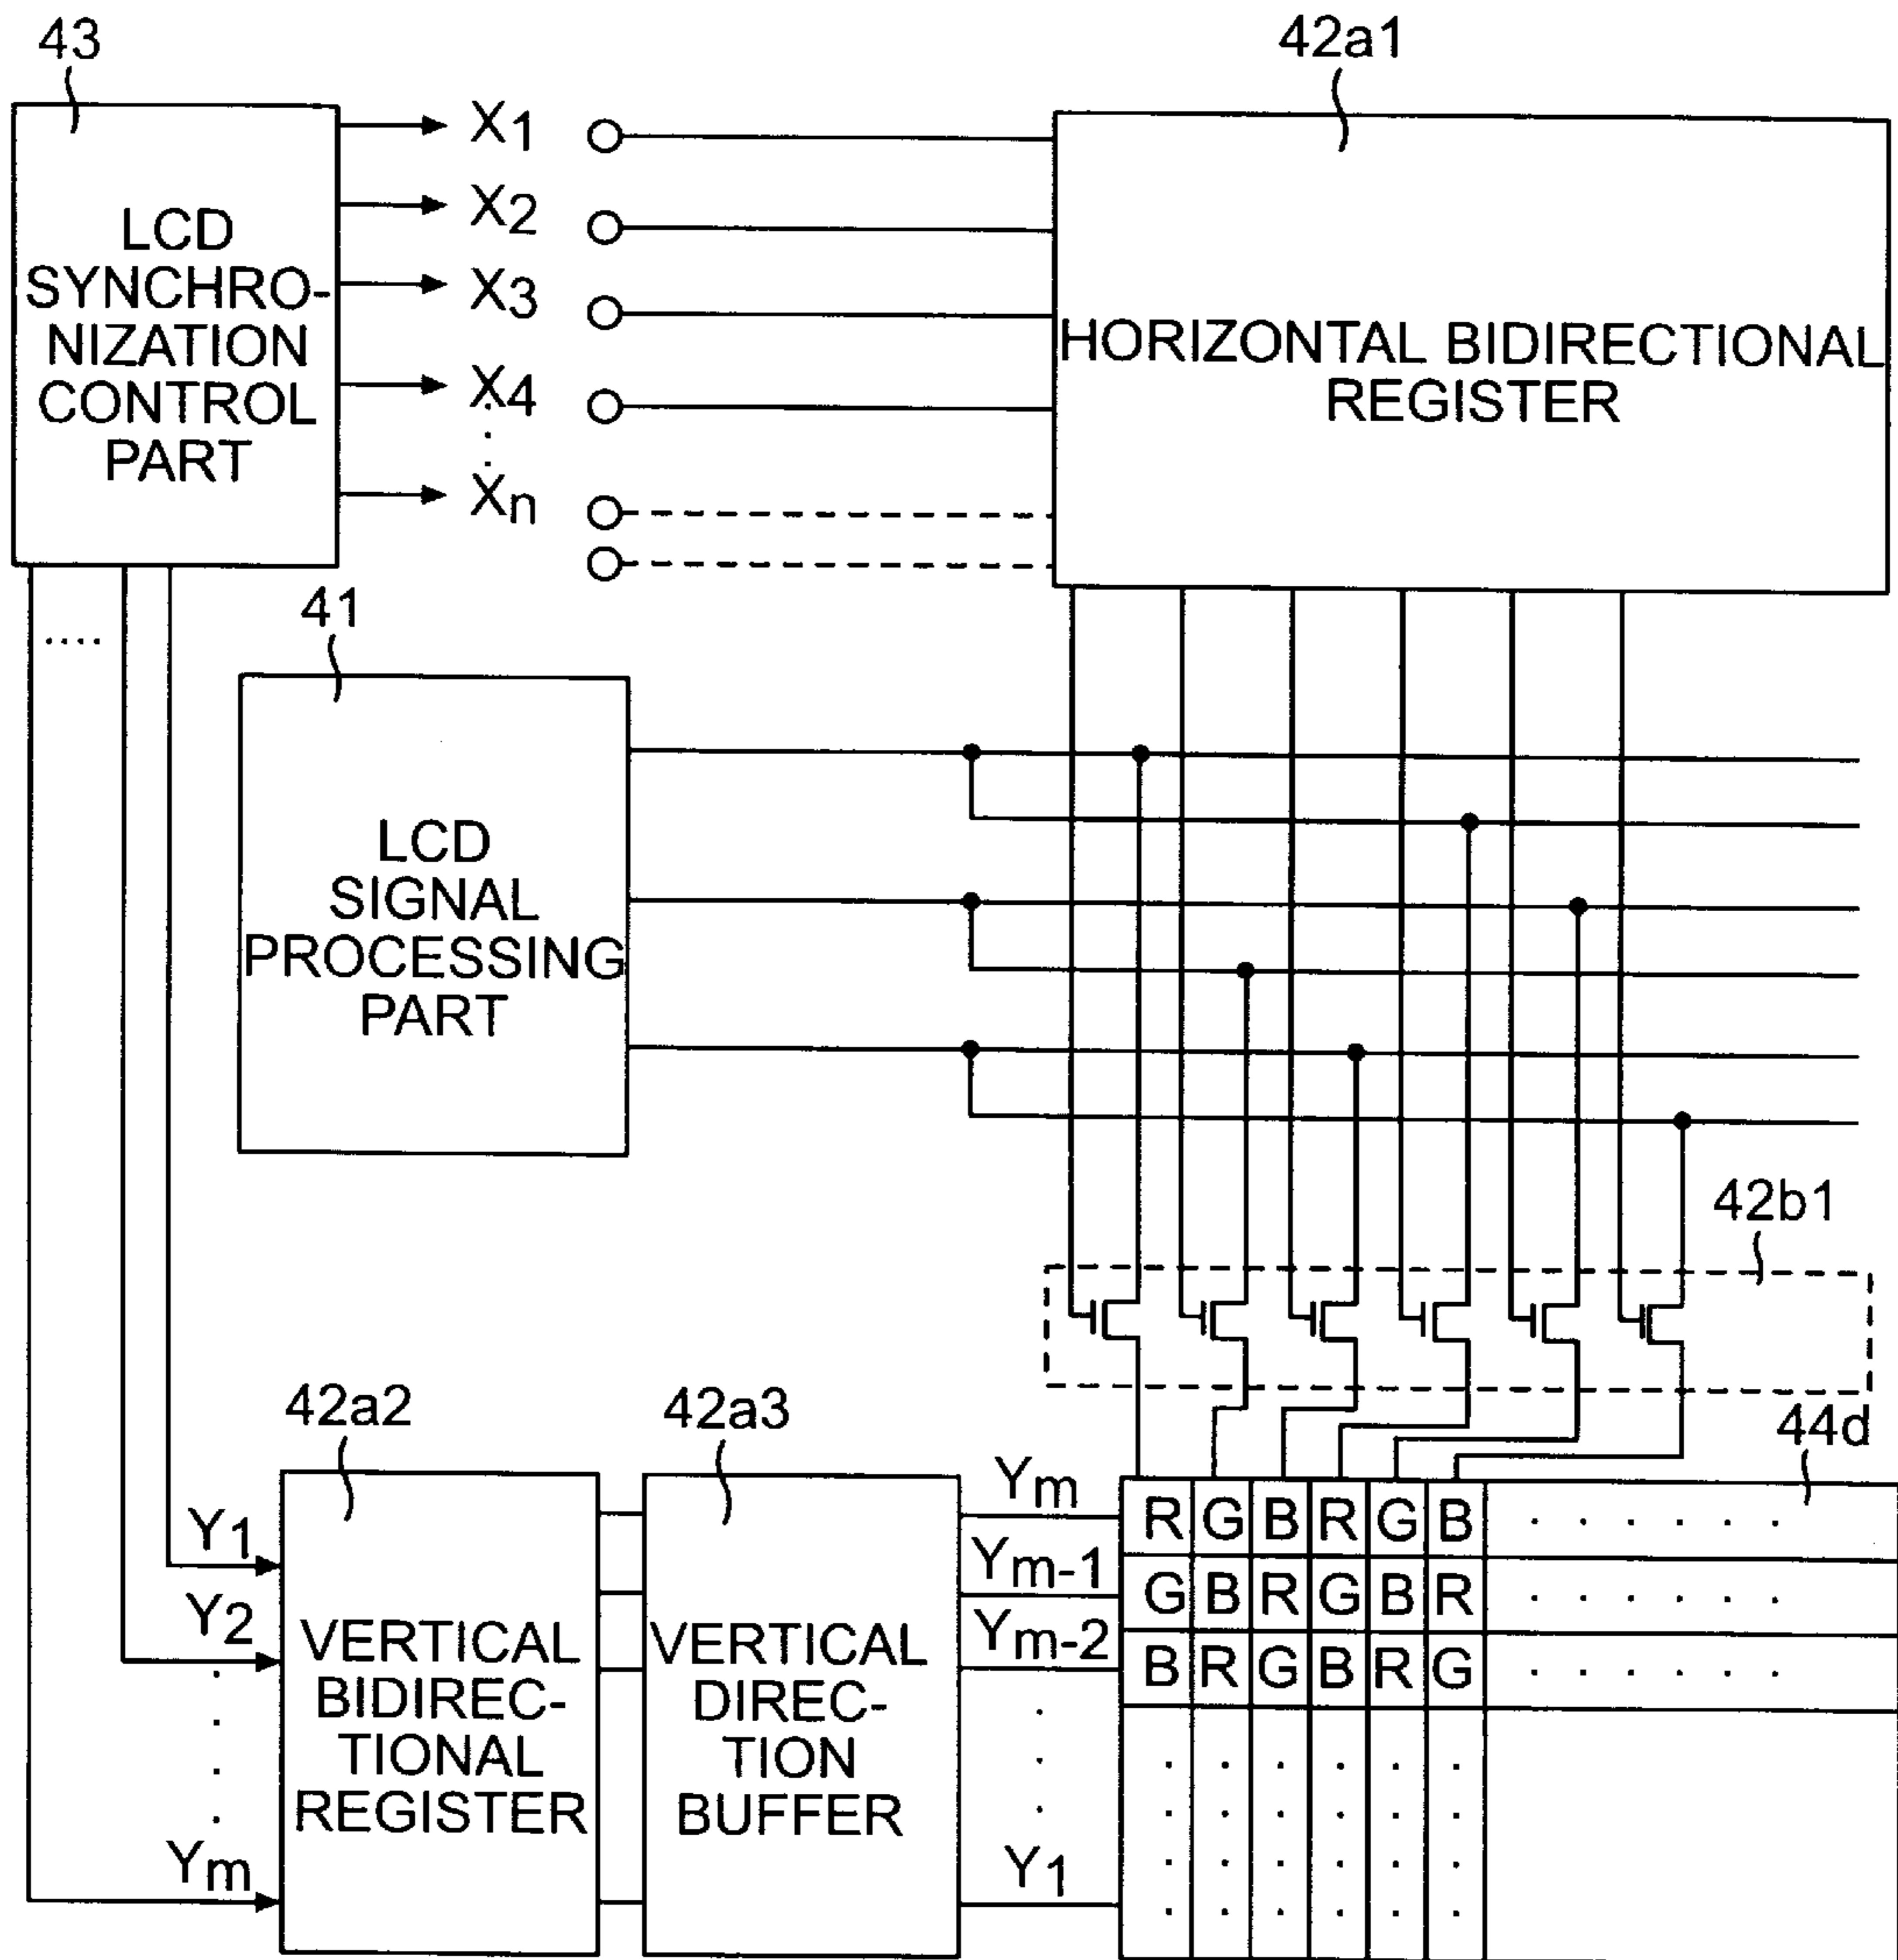 43
42a1
LCD
SYNCHRO-
NIZATION
CONTROL
PART
X1
X2
X3
X4
Xn
HORIZONTAL BIDIRECTIONAL
REGISTER
41
LCD
SIGNAL
PROCESSING
PART
42b1
42a2
42a3
44d
Y1
Y2
Ym
VERTICAL
BIDIREC-
TIONAL
REGISTER
VERTICAL
DIREC-
TION
BUFFER
Ym
Ym-1
Ym-2
Y1
R G B R G B
G B R G B R
B R G B R G